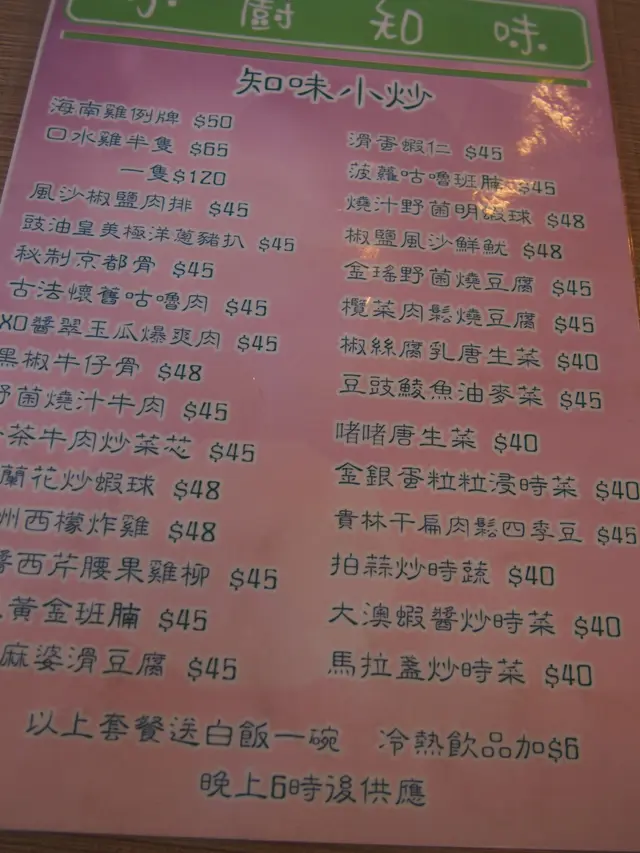 廚知味
知味小炒
海南雞例牌 $50
口水雞半隻 $65
一隻$120
風沙椒鹽肉排 $45
豉油皇美極洋蔥豬扒 $45
秘制京都骨 $45
古法懷舊咕嚕肉 $45
XO醬翠玉瓜爆爽肉 $45
黑椒牛仔骨 $48
野菌燒汁牛肉 $45
茶牛肉炒菜芯 $45
蘭花炒蝦球 $48
州西檬炸雞 $48
醬西芹腰果雞柳 $45
黃金班腩 $45
麻婆滑豆腐 $45
滑蛋蝦仁 $45
菠蘿咕嚕班腩 $45
燒汁野菌明蝦球 $48
椒鹽風沙鮮魷 $48
金瑤野菌燒豆腐 $45
欖菜肉鬆燒豆腐 $45
椒絲腐乳唐生菜 $40
豆豉鯪魚油麥菜 $45
啫啫唐生菜 $40
金銀蛋粒粒浸時菜 $40
貴林干扁肉鬆四季豆 $45
拍蒜炒時蔬 $40
大澳蝦醬炒時菜 $40
馬拉盞炒時菜 $40
以上套餐送白飯一碗 冷熱飲品加$6
晚上6時後供應